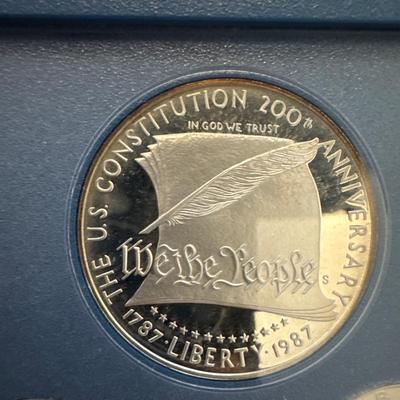 THE U.S. CONSTITUTION 200th ANNIVERSARY
IN GOD WE TRUST
We the People
S
1787 · LIBERTY · 1987